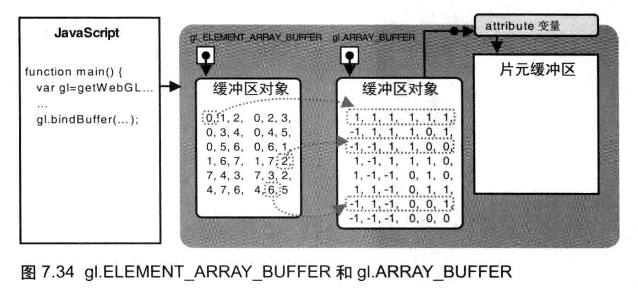 JavaScript
function main() {
var gl=getWebGL...
...
gl.bindBuffer(...);
gl. ELEMENT_ARRAY_BUFFER
缓冲区对象
0, 1, 2, 0, 2, 3,
0, 3, 4, 0, 4, 5,
0, 5, 6, 0, 6, 1,
1, 6, 7, 1, 7, 2,
7, 4, 3, 7, 3, 2,
4, 7, 6, 4, 6, 5
gl.ARRAY_BUFFER
缓冲区对象
1, 1, 1, 1, 1, 1,
-1, 1, 1, 1, 0, 1,
-1, -1, 1, 1, 0, 0,
1, -1, 1, 1, 1, 0,
1, -1, -1, 0, 1, 0,
1, 1, -1, 0, 1, 1,
-1, 1, -1, 0, 0, 1,
-1, -1, -1, 0, 0, 0
attribute 变量
片元缓冲区
图 7.34 gl.ELEMENT_ARRAY_BUFFER 和 gl.ARRAY_BUFFER